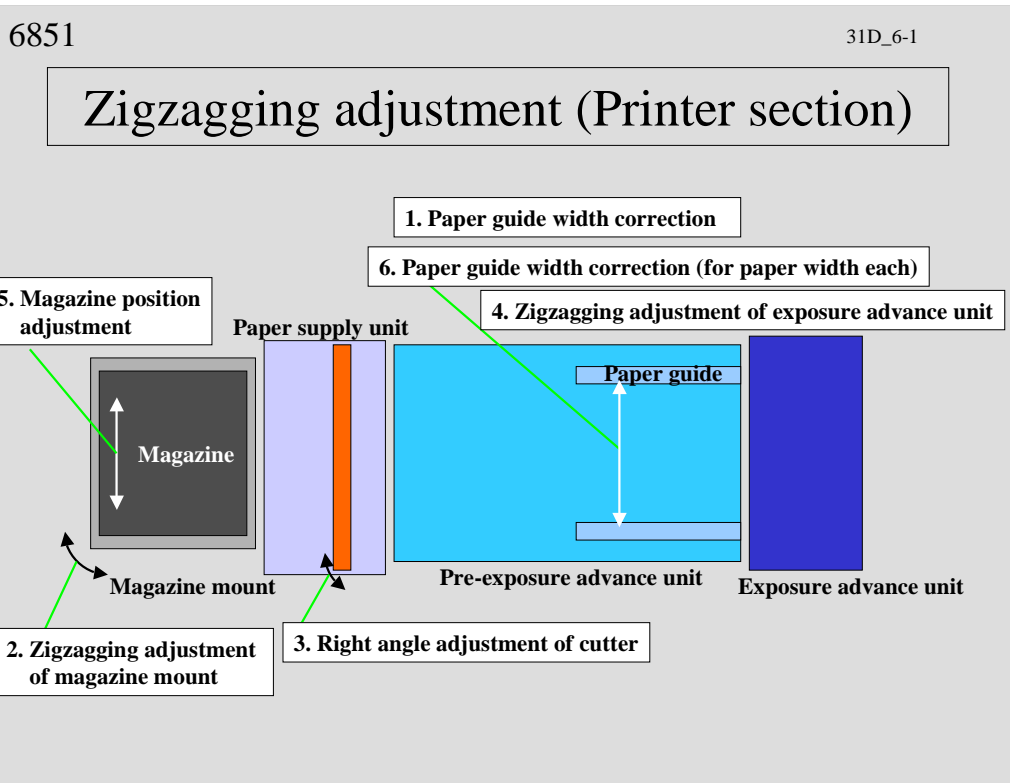 6851
31D_6-1
Zigzagging adjustment (Printer section)
1. Paper guide width correction
6. Paper guide width correction (for paper width each)
5. Magazine position
adjustment
4. Zigzagging adjustment of exposure advance unit
Paper supply unit
Paper guide
Magazine
Magazine mount
Pre-exposure advance unit
Exposure advance unit
2. Zigzagging adjustment
of magazine mount
3. Right angle adjustment of cutter